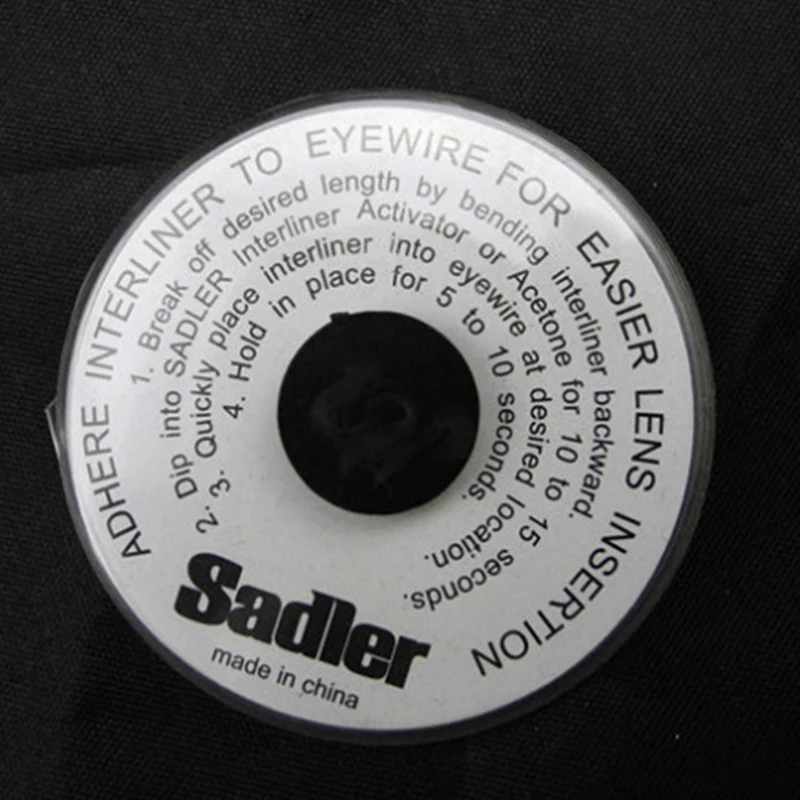 ADHERE INTERLINER TO EYEWIRE FOR EASIER LENS INSERTION
1. Break off desired length by bending interliner backward.
2. Dip into SADLER Interliner Activator or Acetone for 10 to 15 seconds.
3. Quickly place interliner into eyewire at desired location.
4. Hold in place for 5 to 10 seconds.
Sadler
made in china